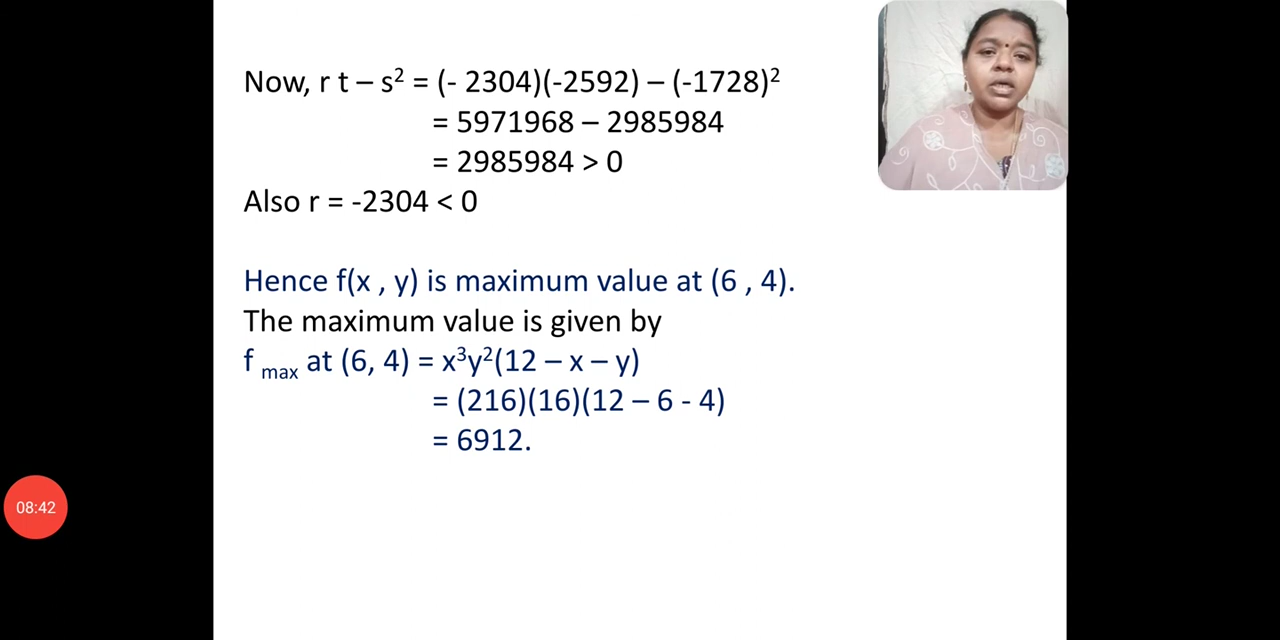 Now, r t – s² = (- 2304)(-2592) – (-1728)²
= 5971968 – 2985984
= 2985984 > 0
Also r = -2304 < 0
Hence f(x , y) is maximum value at (6 , 4).
The maximum value is given by
f max at (6, 4) = x³y²(12 – x – y)
= (216)(16)(12 – 6 - 4)
= 6912.
08:42